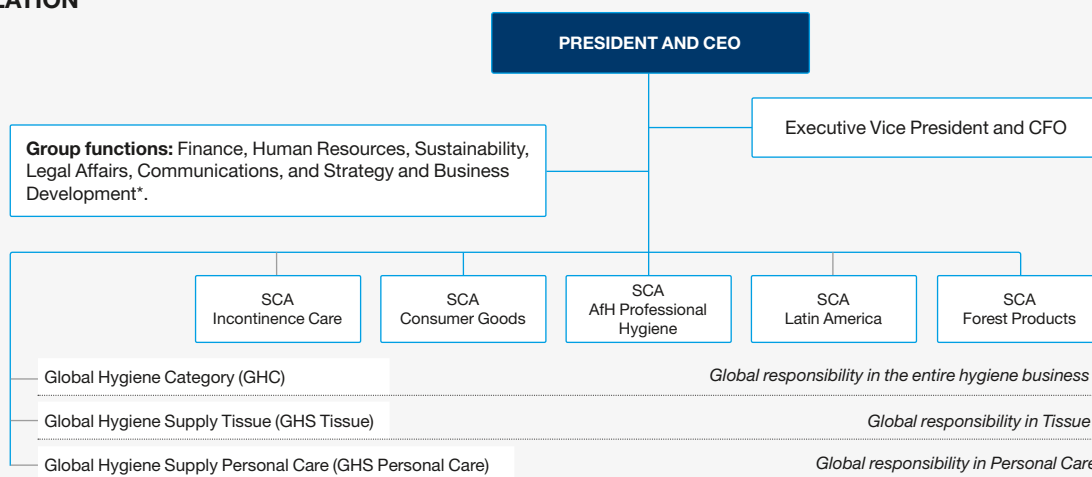 PRESIDENT AND CEO
Executive Vice President and CFO
Group functions: Finance, Human Resources, Sustainability,
Legal Affairs, Communications, and Strategy and Business
Development*.
SCA
Incontinence Care
SCA
Consumer Goods
SCA
AfH Professional
Hygiene
SCA
Latin America
SCA
Forest Products
Global Hygiene Category (GHC)
Global responsibility in the entire hygiene business
Global Hygiene Supply Tissue (GHS Tissue)
Global responsibility in Tissue
Global Hygiene Supply Personal Care (GHS Personal Care)
Global responsibility in Personal Care